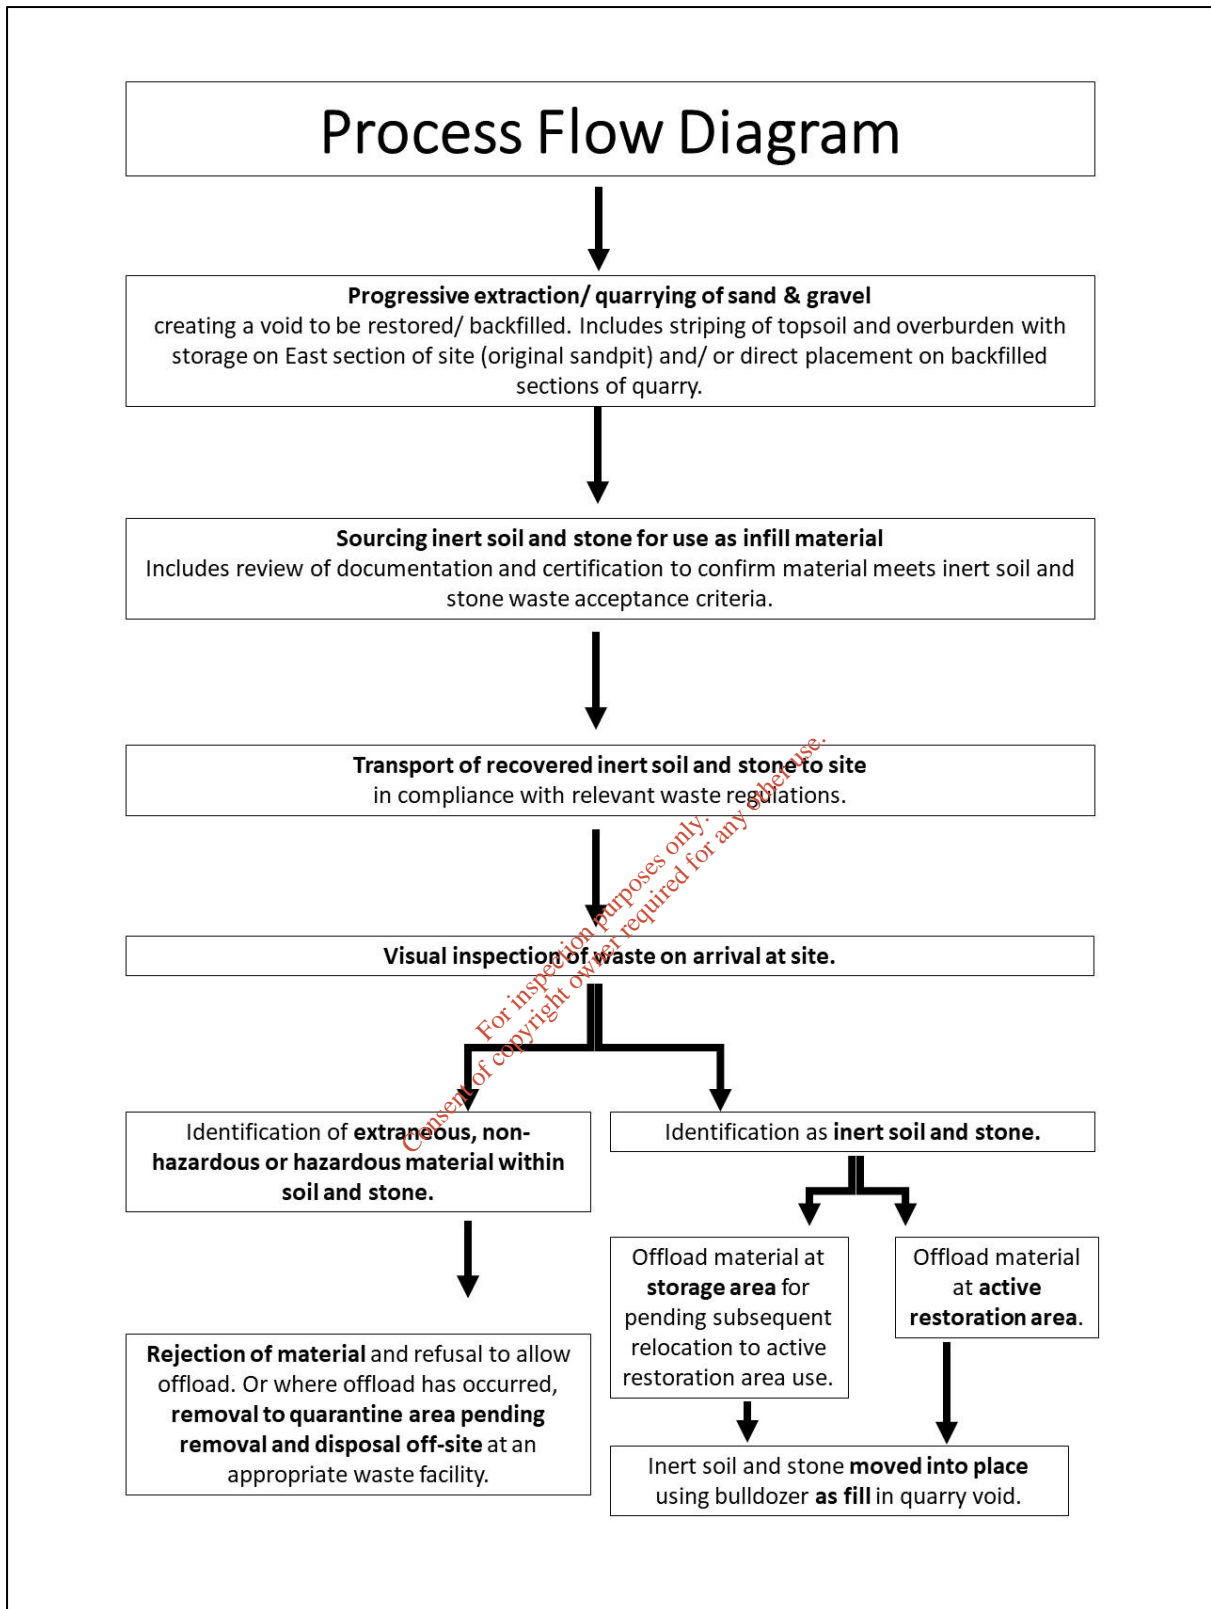 Process Flow Diagram
Progressive extraction/ quarrying of sand & gravel
creating a void to be restored/ backfilled. Includes striping of topsoil and overburden with
storage on East section of site (original sandpit) and/ or direct placement on backfilled
sections of quarry.
Sourcing inert soil and stone for use as infill material
Includes review of documentation and certification to confirm material meets inert soil and
stone waste acceptance criteria.
Transport of recovered inert soil and stone to site
in compliance with relevant waste regulations.
For inspection purposes only.
Consent of copyright owner required for any other use.
Visual inspection of waste on arrival at site.
Identification of extraneous, non-
hazardous or hazardous material within
soil and stone.
Identification as inert soil and stone.
Rejection of material and refusal to allow
offload. Or where offload has occurred,
removal to quarantine area pending
removal and disposal off-site at an
appropriate waste facility.
Offload material at
storage area for
pending subsequent
relocation to active
restoration area use.
Offload material
at active
restoration area.
Inert soil and stone moved into place
using bulldozer as fill in quarry void.